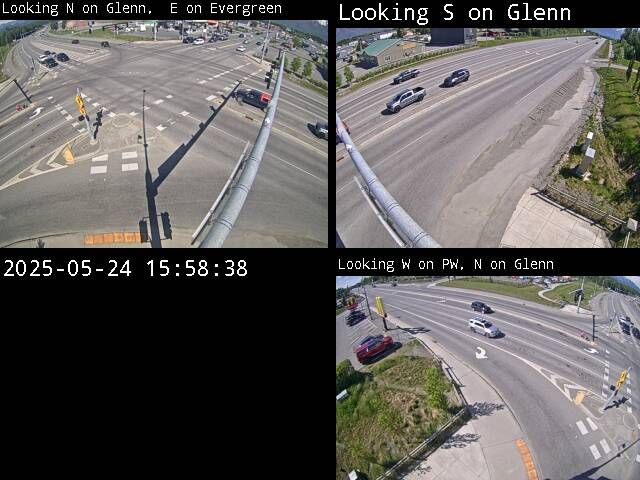 Looking N on Glenn,  E on Evergreen
Looking S on Glenn
2025-05-24 15:58:38
Looking W on PW, N on Glenn